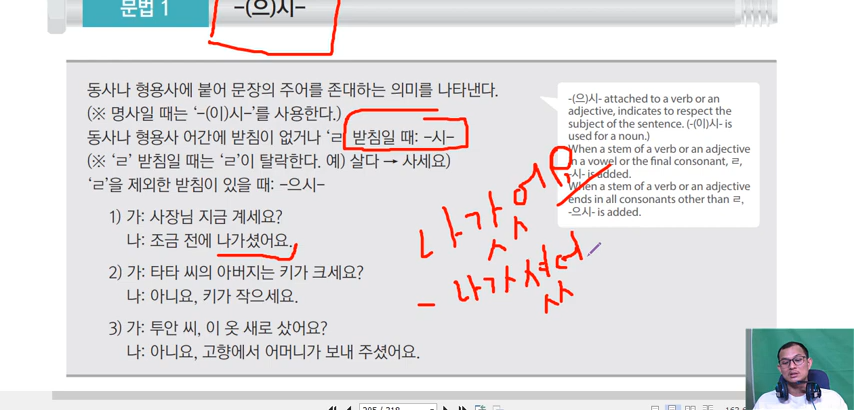 문법 1
-(으)시-
동사나 형용사에 붙어 문장의 주어를 존대하는 의미를 나타낸다.
(※ 명사일 때는 '-(이)시-'를 사용한다.)
동사나 형용사 어간에 받침이 없거나 'ㄹ' 받침일 때: -시-
(※ 'ㄹ' 받침일 때는 'ㄹ'이 탈락한다. 예) 살다 → 사세요)
'ㄹ'을 제외한 받침이 있을 때: -으시-
1) 가: 사장님 지금 계세요?
나: 조금 전에 나가셨어요.
2) 가: 타타 씨의 아버지는 키가 크세요?
나: 아니요, 키가 작으세요.
3) 가: 투안 씨, 이 옷 새로 샀어요?
나: 아니요, 고향에서 어머니가 보내 주셨어요.
-(으)시- attached to a verb or an
adjective, indicates to respect the
subject of the sentence. (-(이)시- is
used for a noun.)
When a stem of a verb or an adjective
in a vowel or the final consonant, ㄹ,
-시- is added.
When a stem of a verb or an adjective
ends in all consonants other than ㄹ,
-으시- is added.